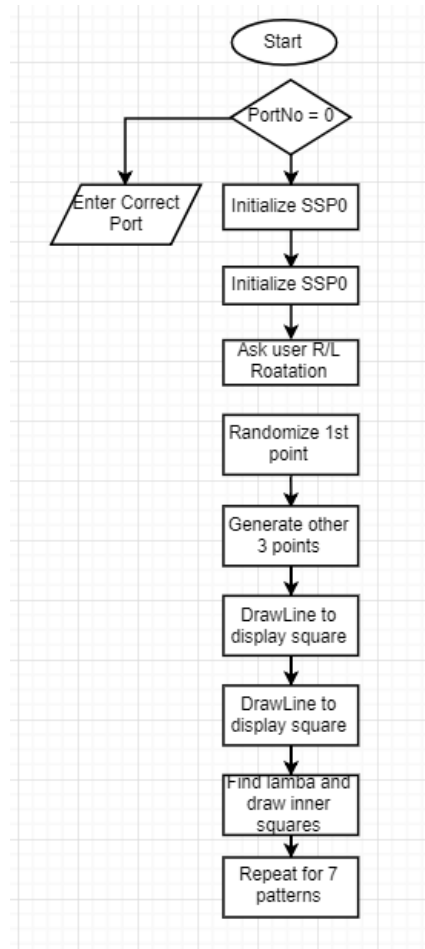 Start
PortNo = 0
Enter Correct
Port
Initialize SSP0
Initialize SSP0
Ask user R/L
Roatation
Randomize 1st
point
Generate other
3 points
DrawLine to
display square
DrawLine to
display square
Find lamba and
draw inner
squares
Repeat for 7
patterns